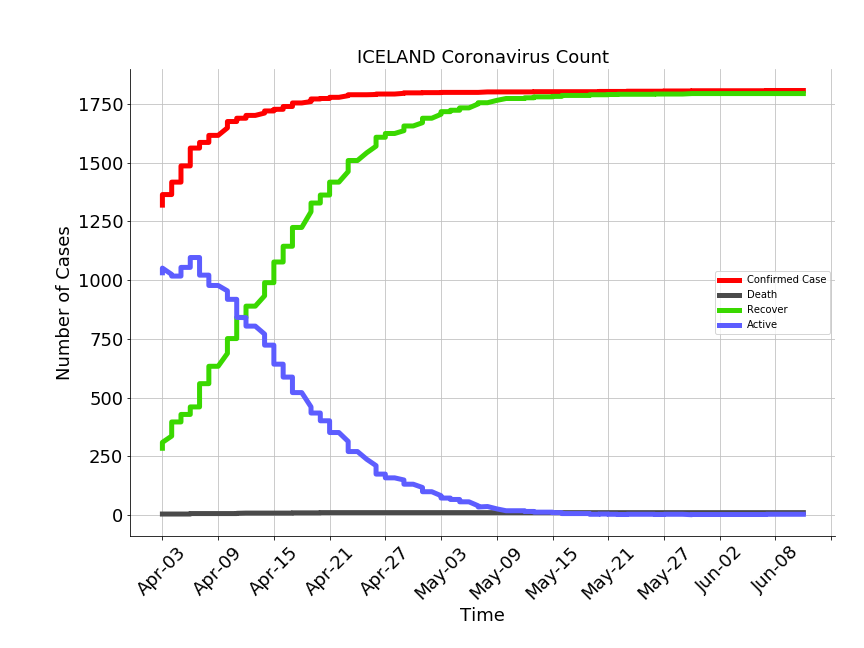 ICELAND Coronavirus Count
Number of Cases
1750
1500
1250
1000
750
500
250
0
Confirmed Case
Death
Recover
Active
Apr-03
Apr-09
Apr-15
Apr-21
Apr-27
May-03
May-09
May-15
May-21
May-27
Jun-02
Jun-08
Time